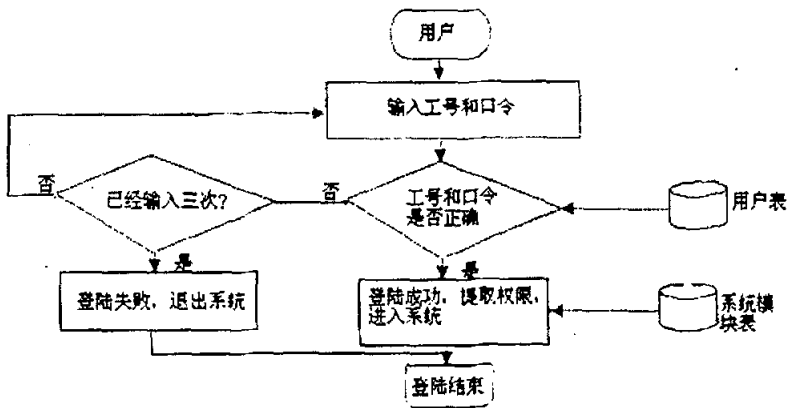 用户
输入工号和口令
否
已经输入三次?
否
工号和口令
是否正确
用户表
是
是
登陆失败，退出系统
登陆成功，提取权限，
进入系统
系统模
块表
登陆结束